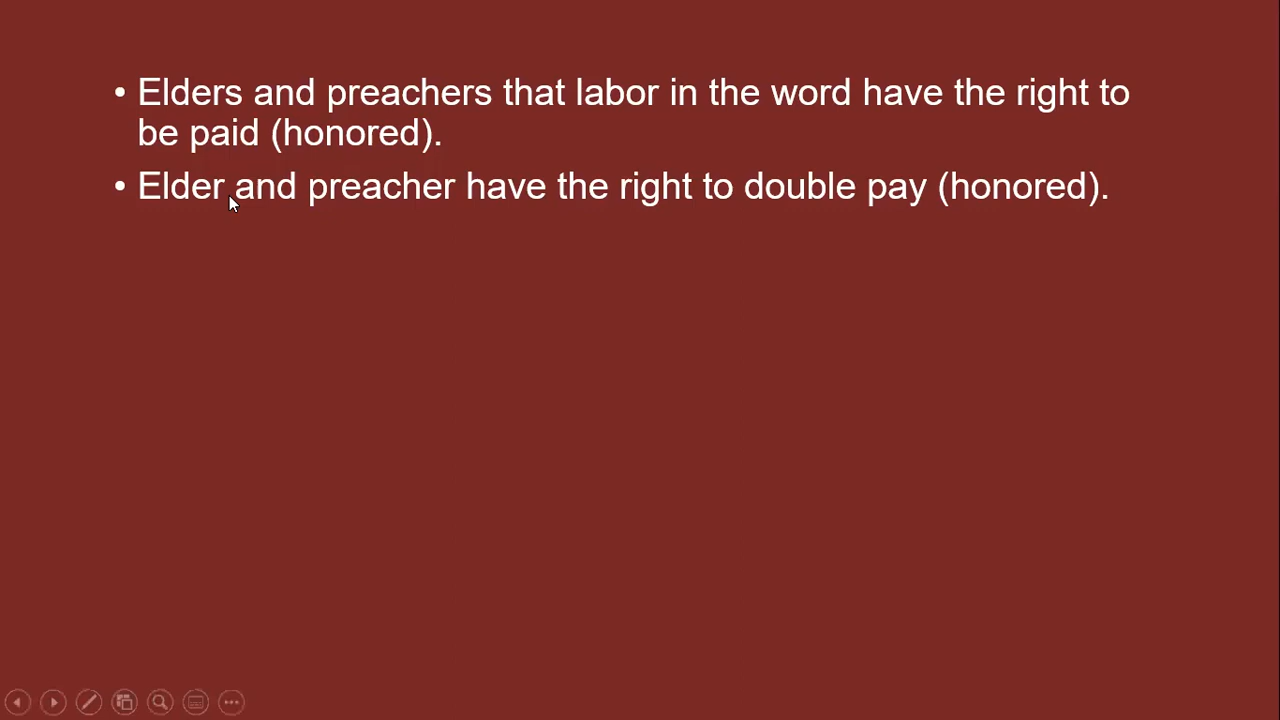 • Elders and preachers that labor in the word have the right to
be paid (honored).
• Elder and preacher have the right to double pay (honored).